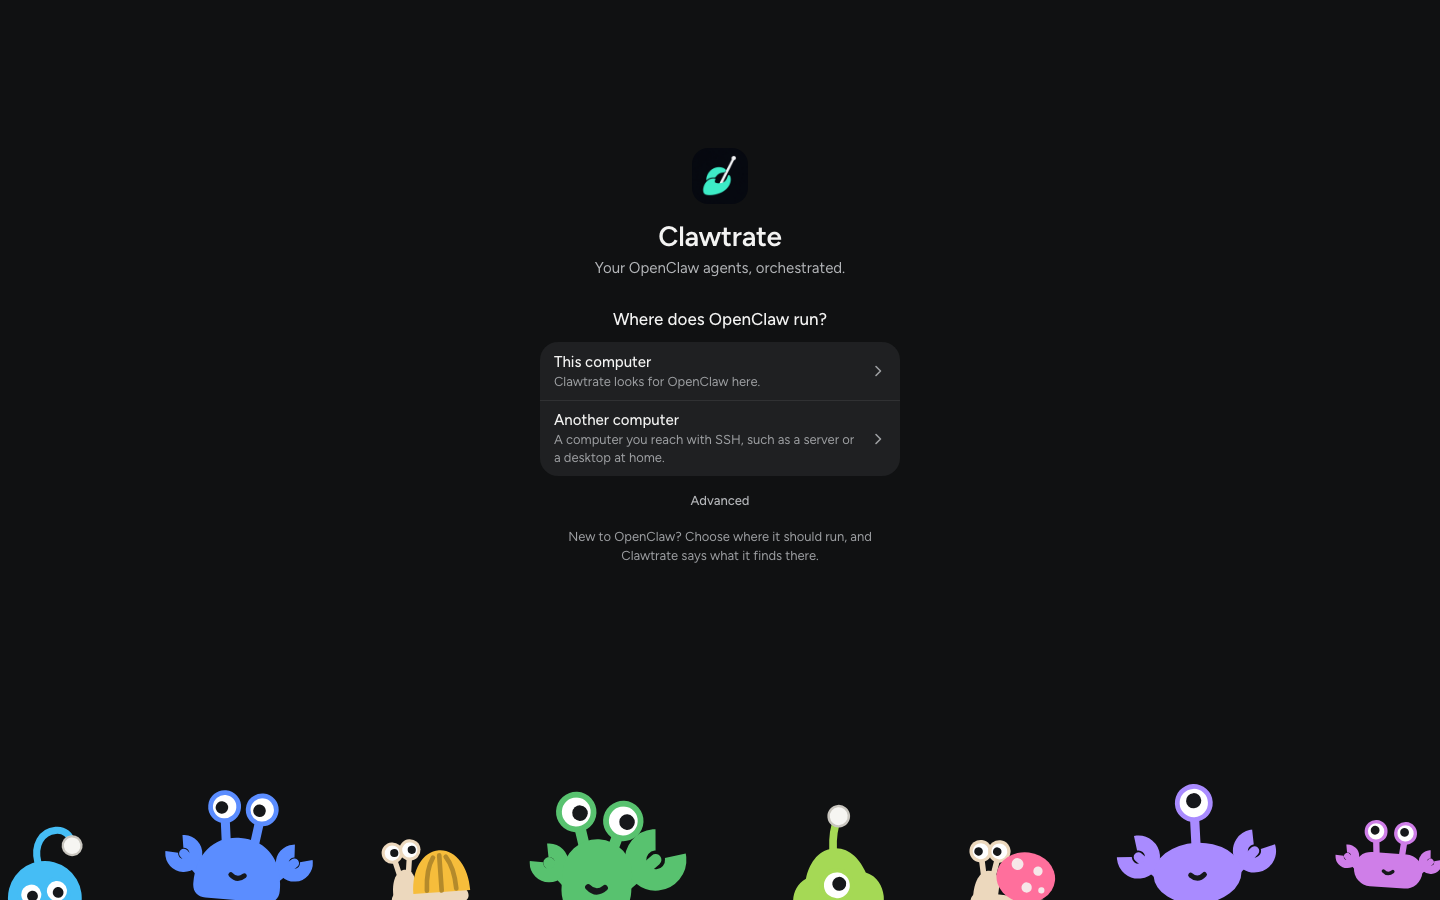 Clawtrate
Your OpenClaw agents, orchestrated.
Where does OpenClaw run?
This computer
Clawtrate looks for OpenClaw here.
Another computer
A computer you reach with SSH, such as a server or
a desktop at home.
Advanced
New to OpenClaw? Choose where it should run, and
Clawtrate says what it finds there.